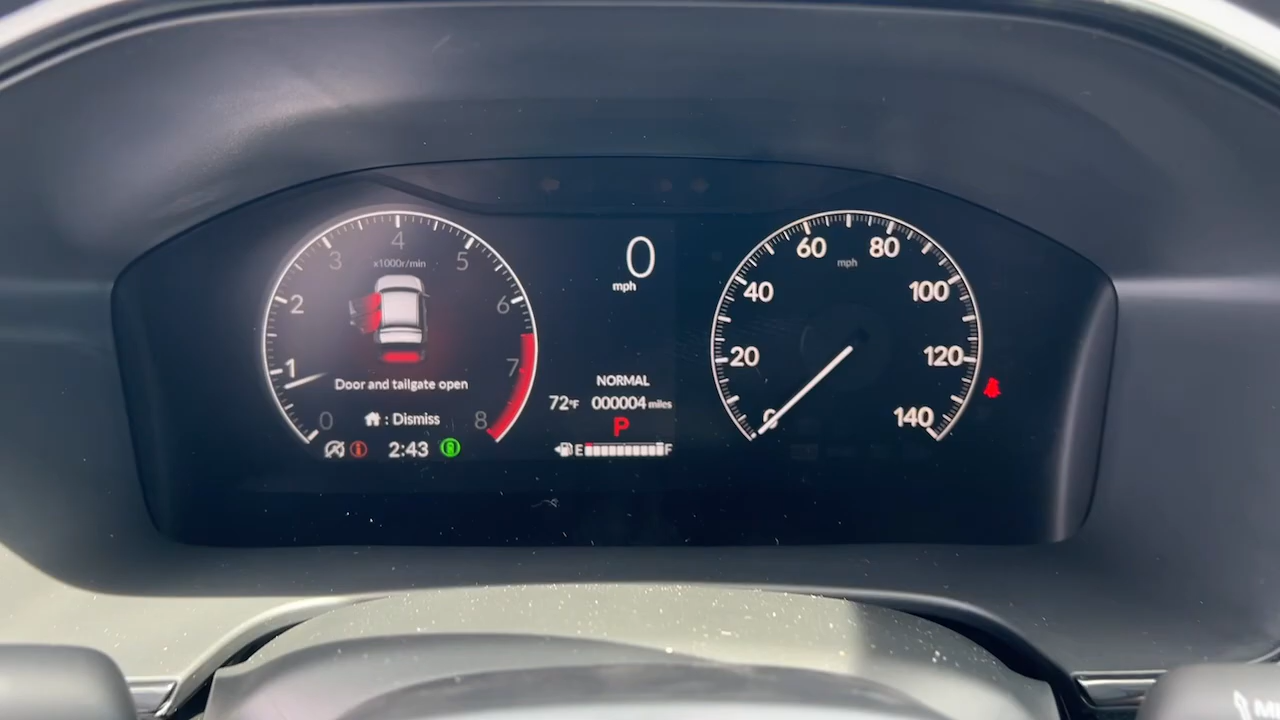 4
3
5
x1000r/min
2
6
1
7
0
8
Door and tailgate open
: Dismiss
2:43
0
mph
NORMAL
72°F 000004 miles
P
E F
60
80
mph
40
100
20
120
0
140